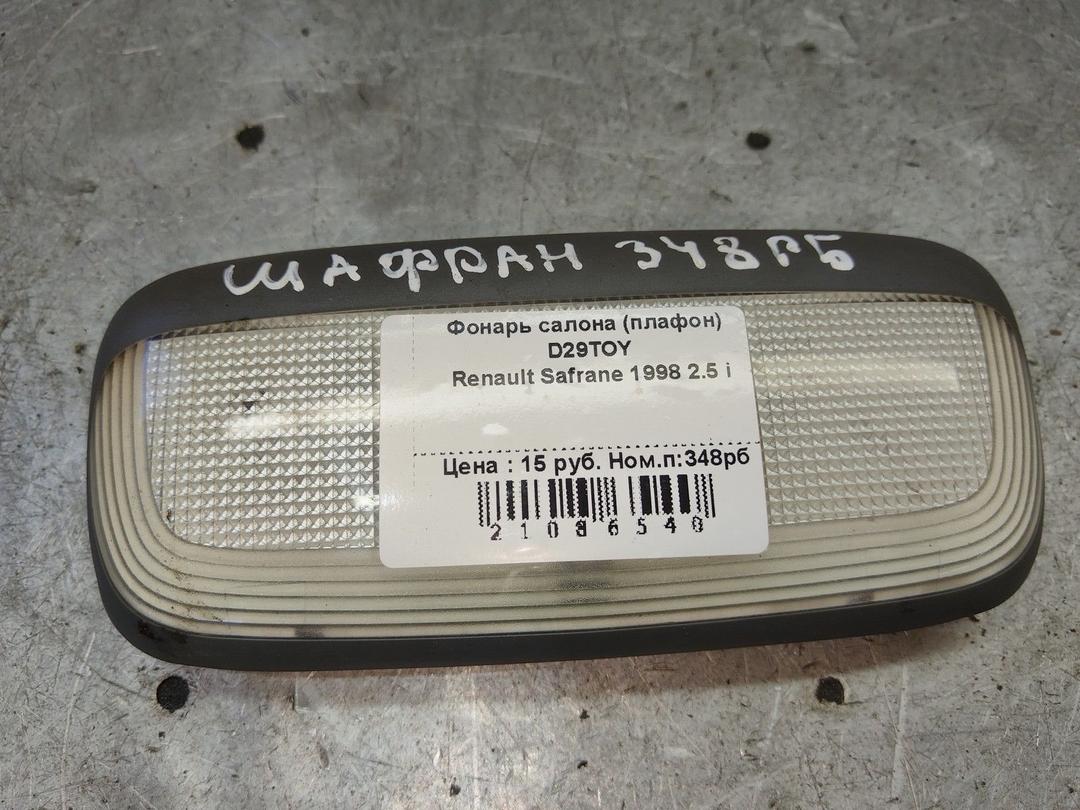 ШАФРАН 348РБ
Фонарь салона (плафон)
D29TOY
Renault Safrane 1998 2.5 i
Цена : 15 руб. Ном.п:348рб
21086540